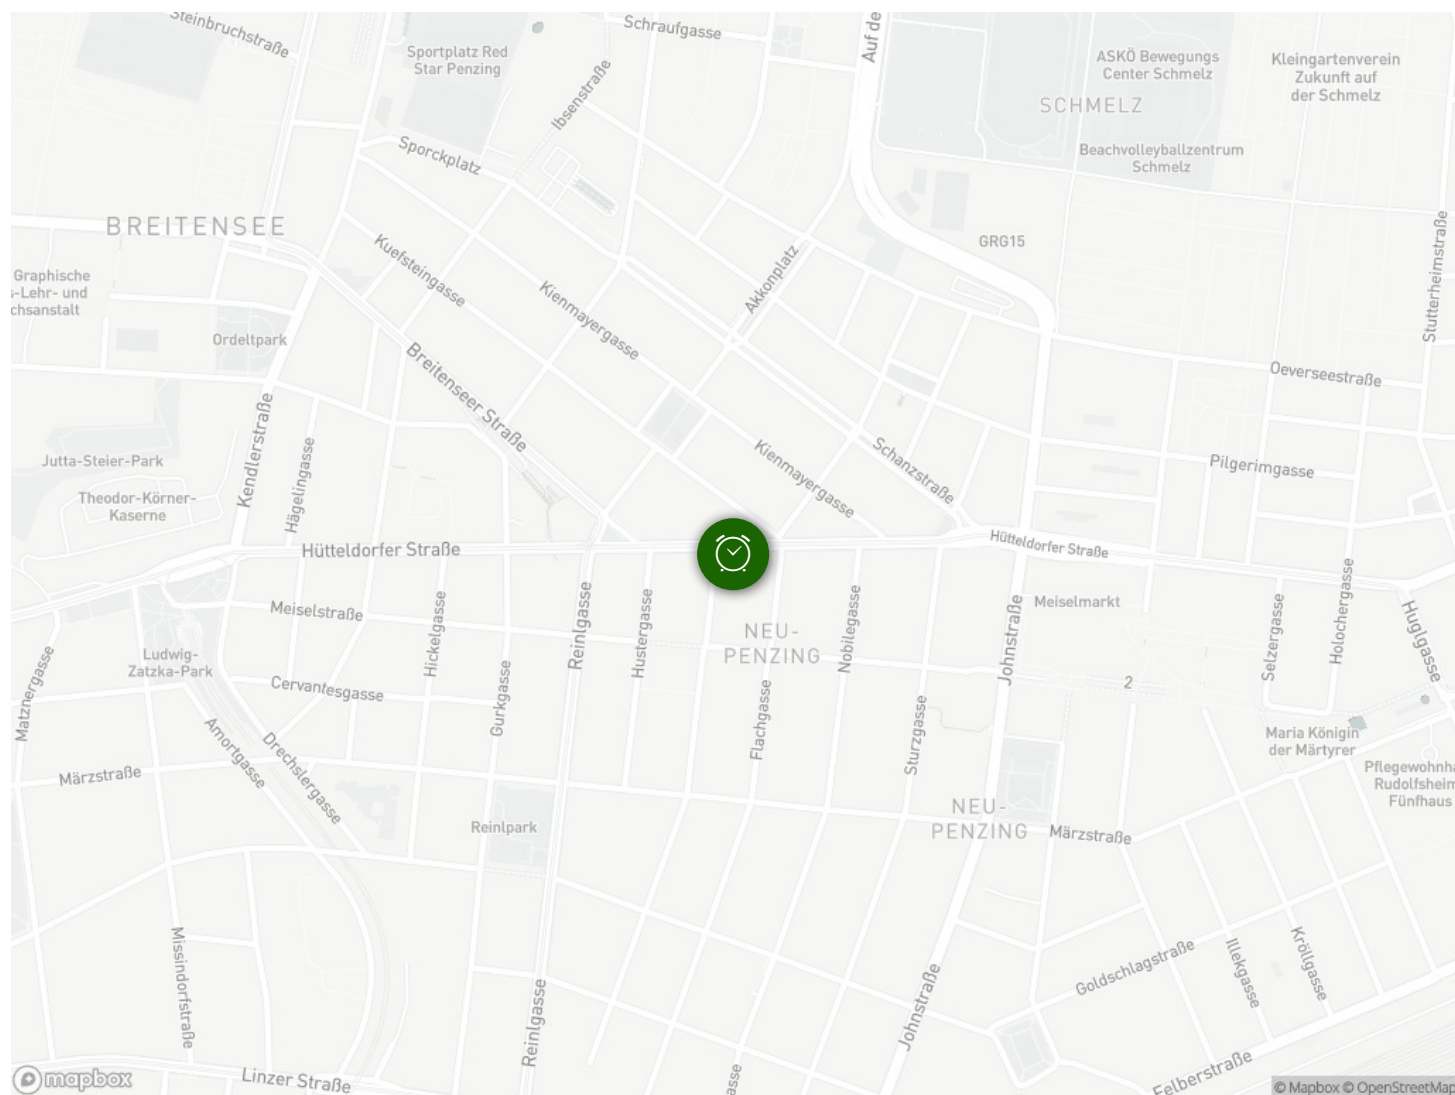 Steinbruchstraße
Sportplatz Red
Star Penzing
Schraufgasse
Ibsenstraße
Auf de
ASKÖ Bewegungs
Center Schmelz
SCHMELZ
Kleingartenverein
Zukunft auf
der Schmelz
Sporckplatz
Beachvolleyballzentrum
Schmelz
BREITENSEE
GRG15
Kuefsteingasse
Akkonplatz
Stutterheimstraße
Graphische
s-Lehr- und
chsanstalt
Kienmayergasse
Ordeltpark
Breitenseer Straße
Oeverseestraße
Kendlerstraße
Hägelingasse
Jutta-Steier-Park
Kienmayergasse
Schanzstraße
Pilgerimgasse
Theodor-Körner-
Kaserne
Hütteldorfer Straße
Hütteldorfer Straße
Meiselstraße
Hickelgasse
Reinlgasse
Hustergasse
NEU-
PENZING
Nobilegasse
Johnstraße
Meiselmarkt
Selzergasse
Holochergasse
Huglgasse
Ludwig-
Zatzka-Park
Matznergasse
Cervantesgasse
Gurkgasse
2
Flachgasse
Sturzgasse
Maria Königin
der Märtyrer
Amortgasse
Drechslergasse
Märzstraße
Pflegewohnha
Rudolfsheim
Fünfhaus
Reinlpark
NEU-
PENZING
Märzstraße
Missindorfstraße
Reinlgasse
Johnstraße
Goldschlagstraße
Illekgasse
Kröllgasse
Felberstraße
Linzer Straße
asse
mapbox
© Mapbox © OpenStreetMap